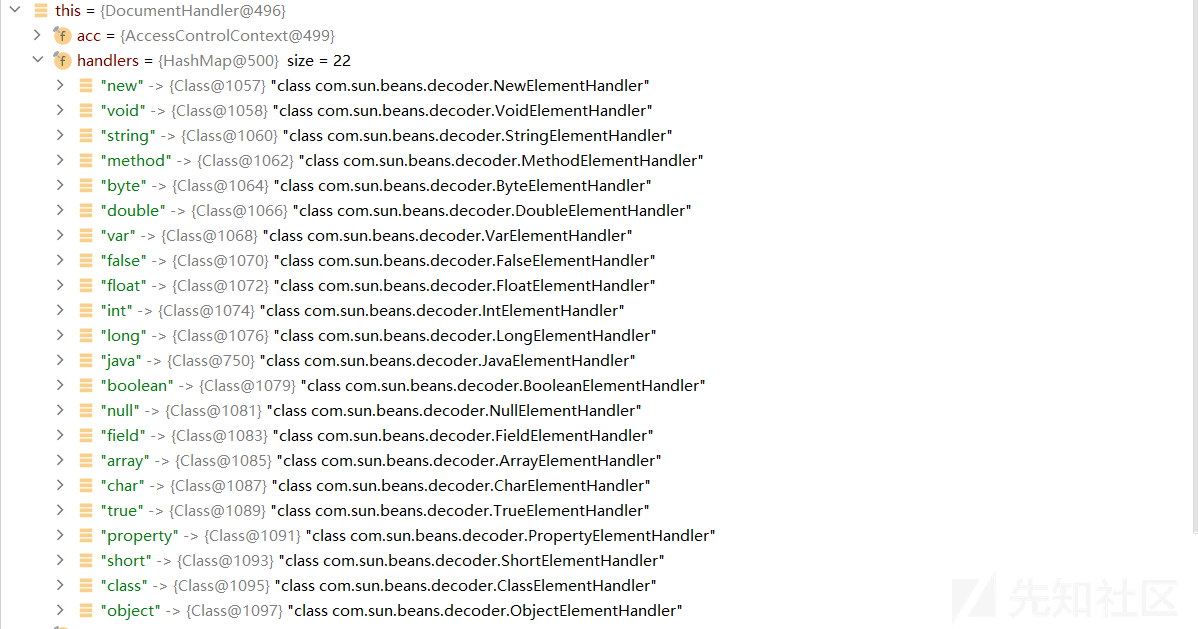 this = {DocumentHandler@496}
acc = {AccessControlContext@499}
handlers = {HashMap@500} size = 22
"new" -> {Class@1057} "class com.sun.beans.decoder.NewElementHandler"
"void" -> {Class@1058} "class com.sun.beans.decoder.VoidElementHandler"
"string" -> {Class@1060} "class com.sun.beans.decoder.StringElementHandler"
"method" -> {Class@1062} "class com.sun.beans.decoder.MethodElementHandler"
"byte" -> {Class@1064} "class com.sun.beans.decoder.ByteElementHandler"
"double" -> {Class@1066} "class com.sun.beans.decoder.DoubleElementHandler"
"var" -> {Class@1068} "class com.sun.beans.decoder.VarElementHandler"
"false" -> {Class@1070} "class com.sun.beans.decoder.FalseElementHandler"
"float" -> {Class@1072} "class com.sun.beans.decoder.FloatElementHandler"
"int" -> {Class@1074} "class com.sun.beans.decoder.IntElementHandler"
"long" -> {Class@1076} "class com.sun.beans.decoder.LongElementHandler"
"java" -> {Class@750} "class com.sun.beans.decoder.JavaElementHandler"
"boolean" -> {Class@1079} "class com.sun.beans.decoder.BooleanElementHandler"
"null" -> {Class@1081} "class com.sun.beans.decoder.NullElementHandler"
"field" -> {Class@1083} "class com.sun.beans.decoder.FieldElementHandler"
"array" -> {Class@1085} "class com.sun.beans.decoder.ArrayElementHandler"
"char" -> {Class@1087} "class com.sun.beans.decoder.CharElementHandler"
"true" -> {Class@1089} "class com.sun.beans.decoder.TrueElementHandler"
"property" -> {Class@1091} "class com.sun.beans.decoder.PropertyElementHandler"
"short" -> {Class@1093} "class com.sun.beans.decoder.ShortElementHandler"
"class" -> {Class@1095} "class com.sun.beans.decoder.ClassElementHandler"
"object" -> {Class@1097} "class com.sun.beans.decoder.ObjectElementHandler"
先知社区